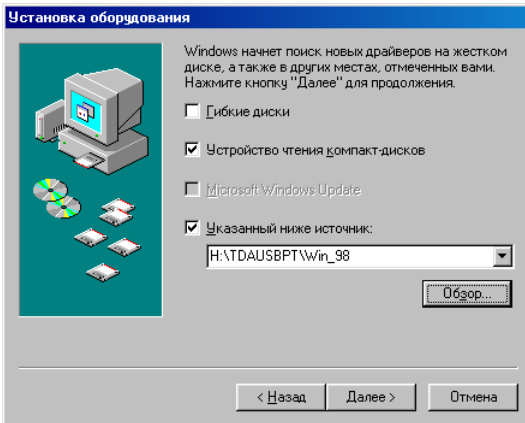 Установка оборудования
Windows начнет поиск новых драйверов на жестком
диске, а также в других местах, отмеченных вами.
Нажмите кнопку "Далее" для продолжения.
Гибкие диски
Устройство чтения компакт-дисков
Microsoft Windows Update
Указанный ниже источник:
H:\TDAUSBPT\Win_98
Обзор...
< Назад Далее > Отмена